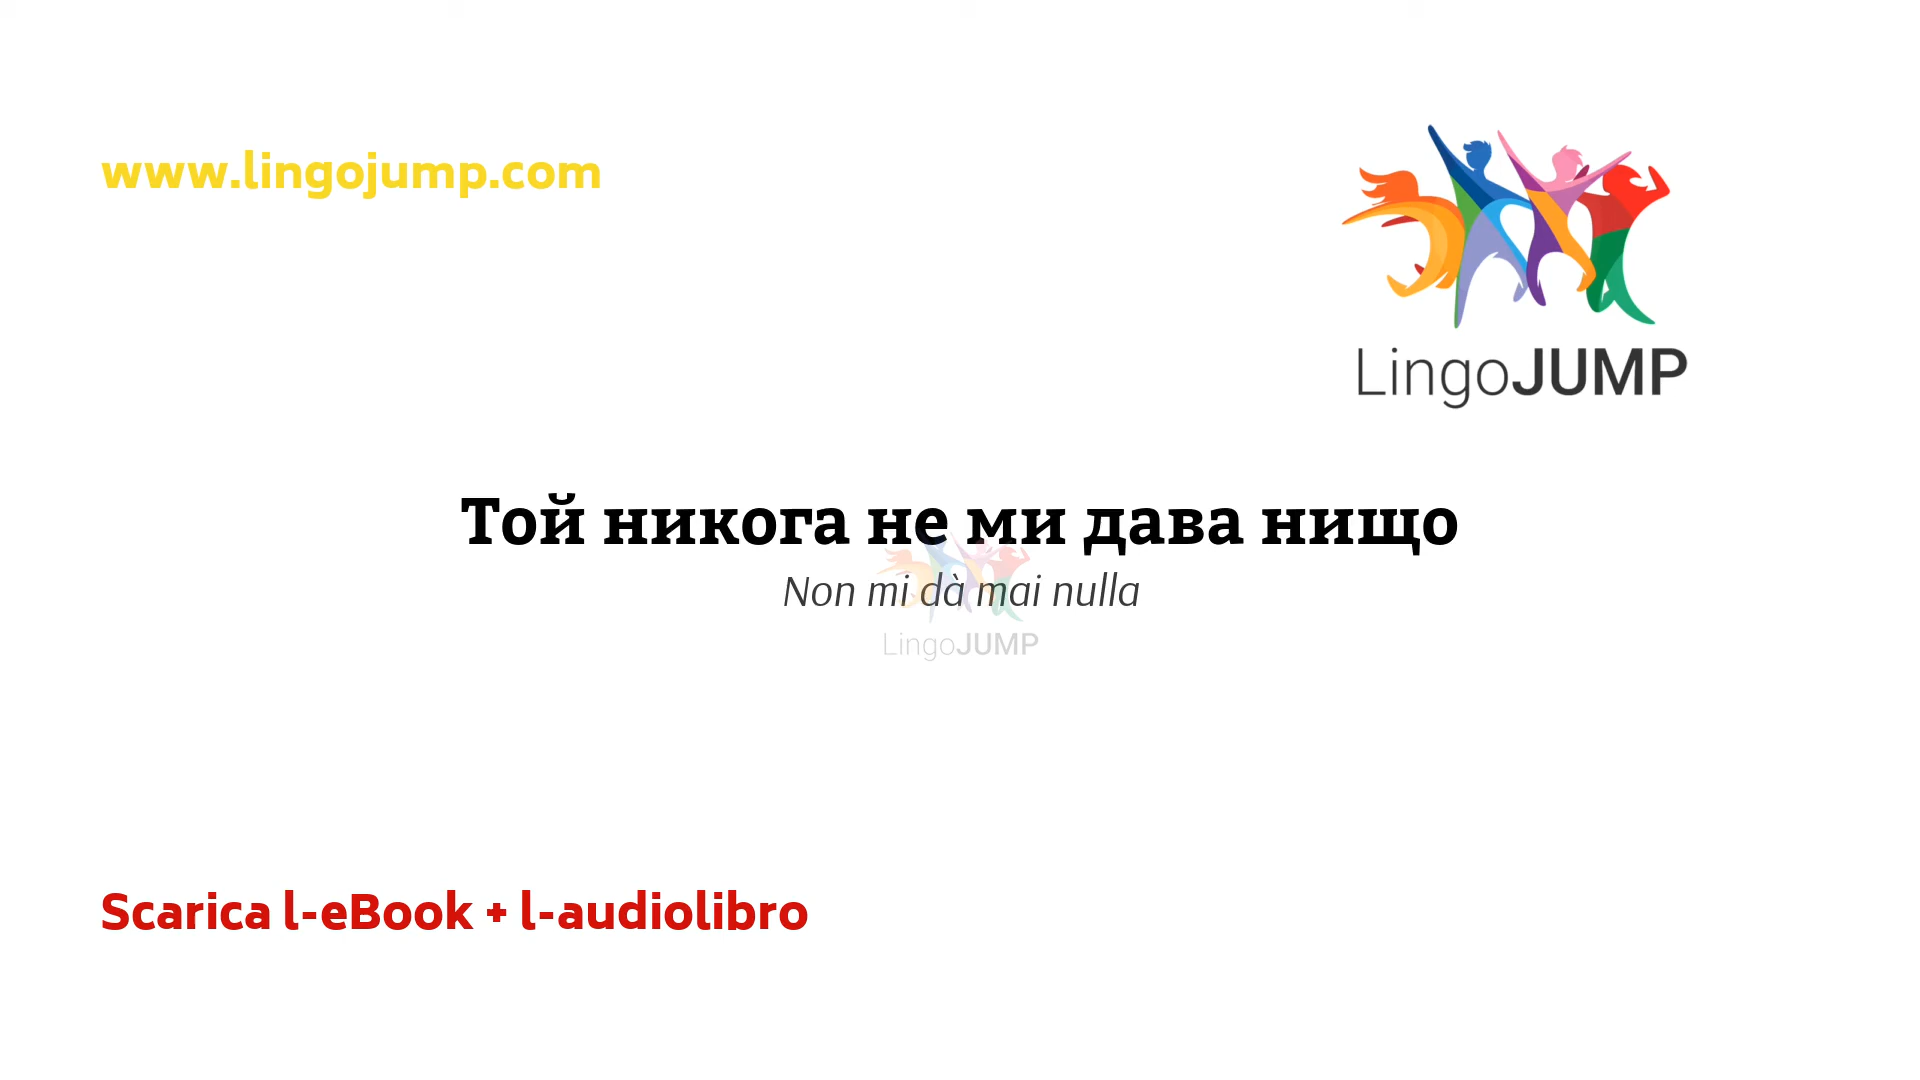 www.lingojump.com
LingoJUMP
Той никога не ми дава нищо
Non mi dà mai nulla
LingoJUMP
Scarica l-eBook + l-audiolibro